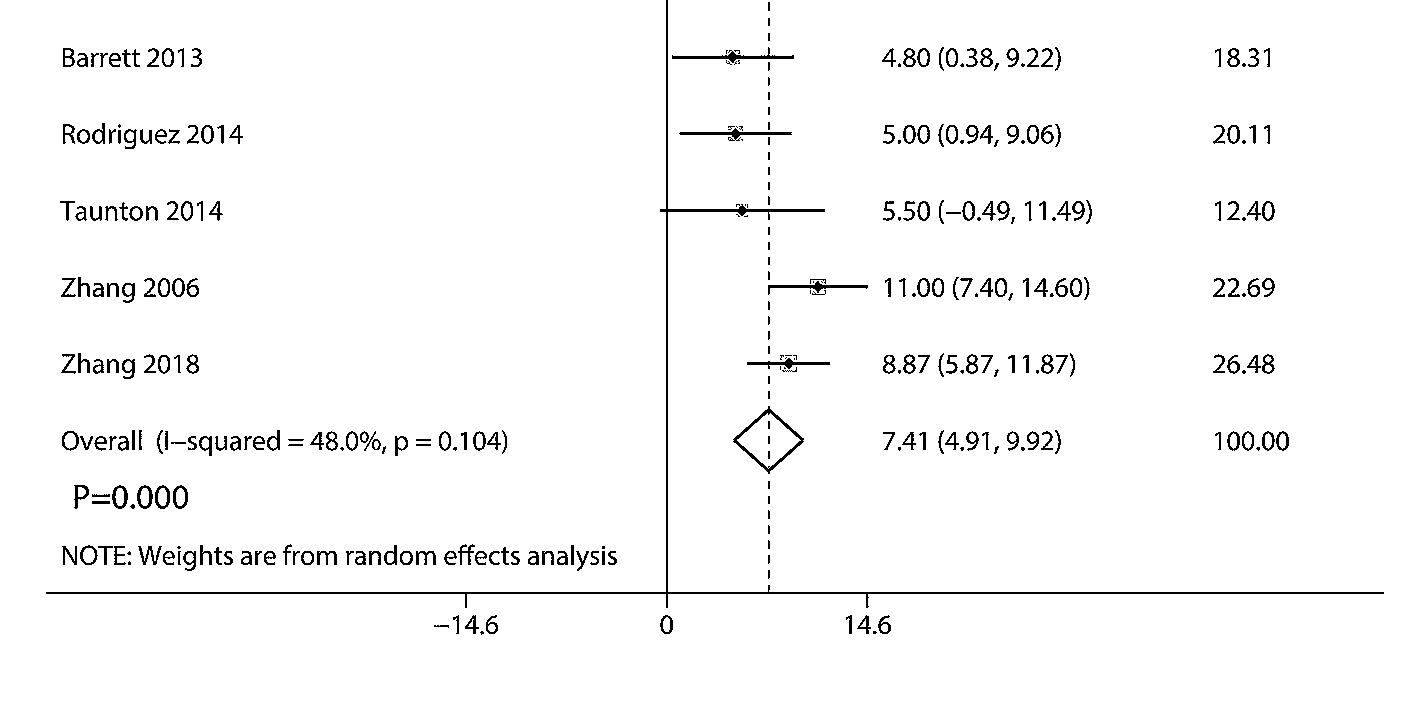 Barrett 2013 4.80 (0.38, 9.22) 18.31
Rodriguez 2014 5.00 (0.94, 9.06) 20.11
Taunton 2014 5.50 (−0.49, 11.49) 12.40
Zhang 2006 11.00 (7.40, 14.60) 22.69
Zhang 2018 8.87 (5.87, 11.87) 26.48
Overall (I−squared = 48.0%, p = 0.104) 7.41 (4.91, 9.92) 100.00
P=0.000
NOTE: Weights are from random effects analysis
−14.6 0 14.6